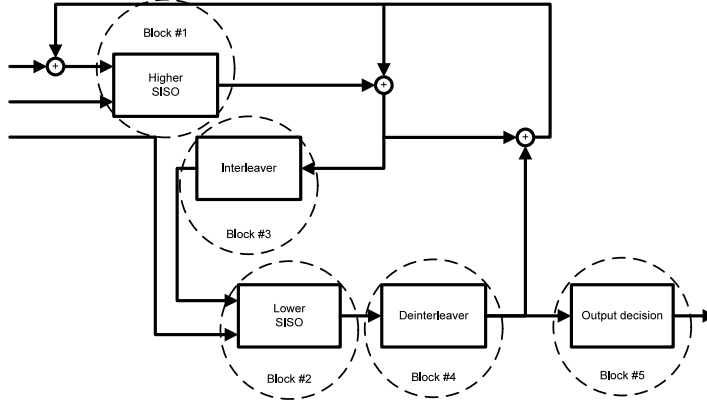 Block #1
+
Higher
SISO
+
+
Interleaver
Block #3
Lower
SISO
Deinterleaver
Output decision
Block #2
Block #4
Block #5